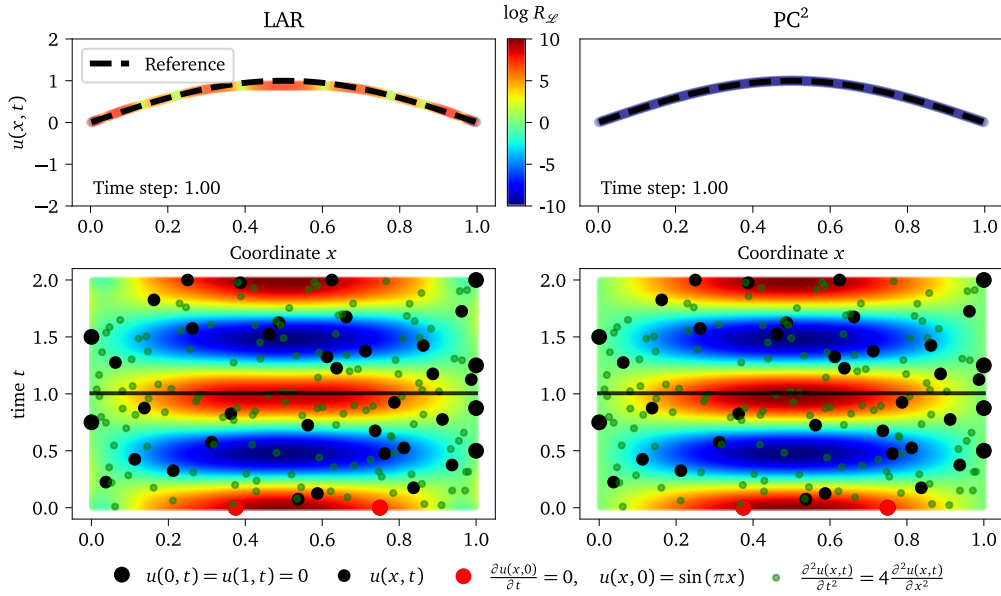 LAR
log R_ℒ
PC²
2
1
0
−1
−2
u(x, t)
Reference
Time step: 1.00
10
5
0
-5
-10
Time step: 1.00
0.0 0.2 0.4 0.6 0.8 1.0
0.0 0.2 0.4 0.6 0.8 1.0
Coordinate x
Coordinate x
2.0
1.5
1.0
0.5
0.0
time t
2.0
1.5
1.0
0.5
0.0
0.0 0.2 0.4 0.6 0.8 1.0
0.0 0.2 0.4 0.6 0.8 1.0
u(0, t) = u(1, t) = 0 u(x, t) ∂u(x,0)/∂t = 0, u(x, 0) = sin(πx) ∂²u(x,t)/∂t² = 4 ∂²u(x,t)/∂x²